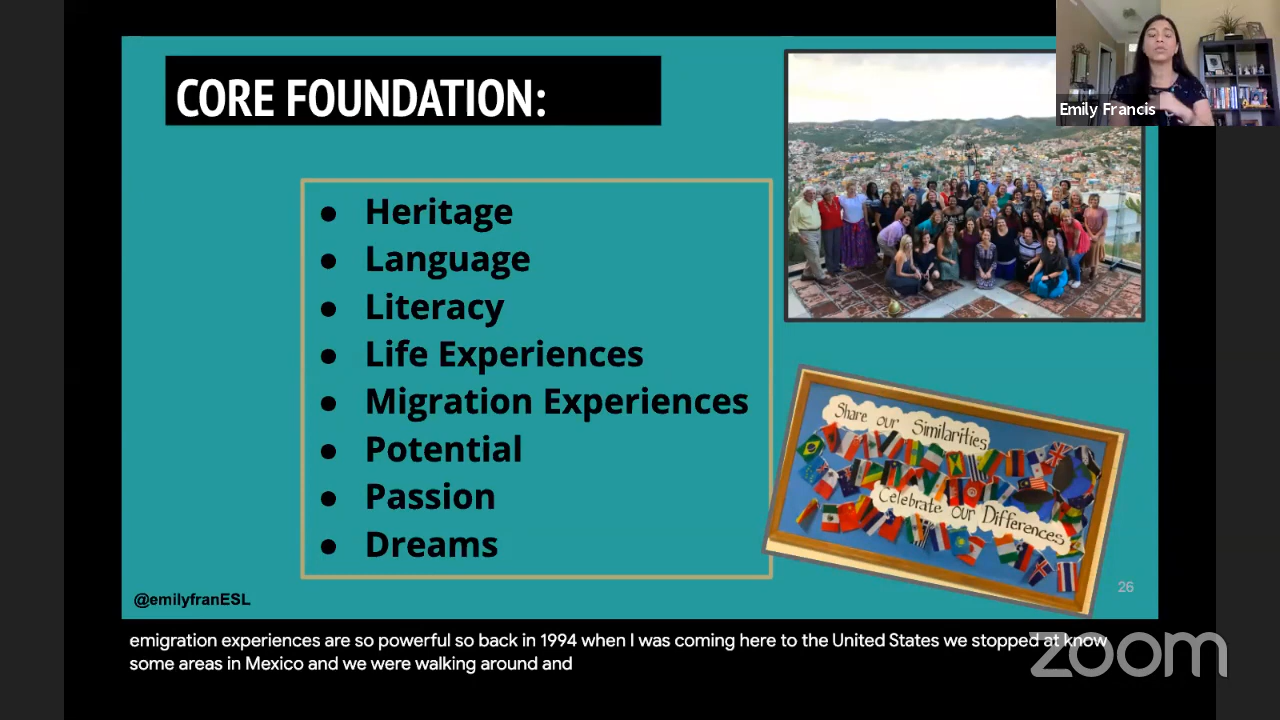 CORE FOUNDATION:
Emily Francis
● Heritage
● Language
● Literacy
● Life Experiences
● Migration Experiences
● Potential
● Passion
● Dreams
Share our Similarities
Celebrate our Differences
@emilyfranESL
26
emigration experiences are so powerful so back in 1994 when I was coming here to the United States we stopped at know
some areas in Mexico and we were walking around and
zoom